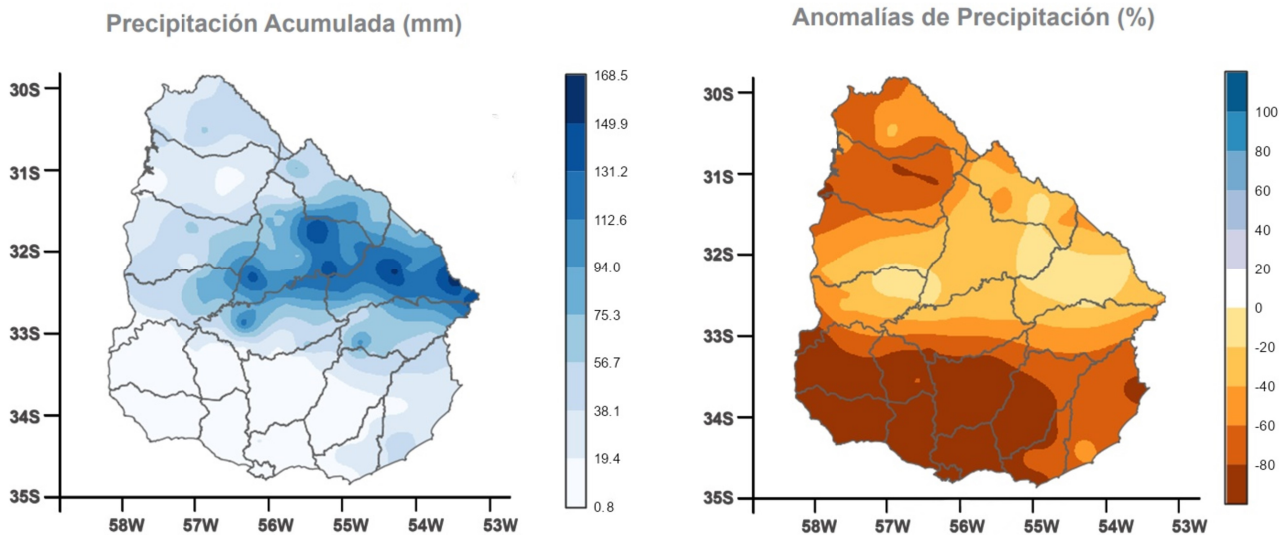 Precipitación Acumulada (mm)
30S
31S
32S
33S
34S
35S
58W
57W
56W
55W
54W
53W
168.5
149.9
131.2
112.6
94.0
75.3
56.7
38.1
19.4
0.8
Anomalías de Precipitación (%)
30S
31S
32S
33S
34S
35S
58W
57W
56W
55W
54W
53W
100
80
60
40
20
0
-20
-40
-60
-80